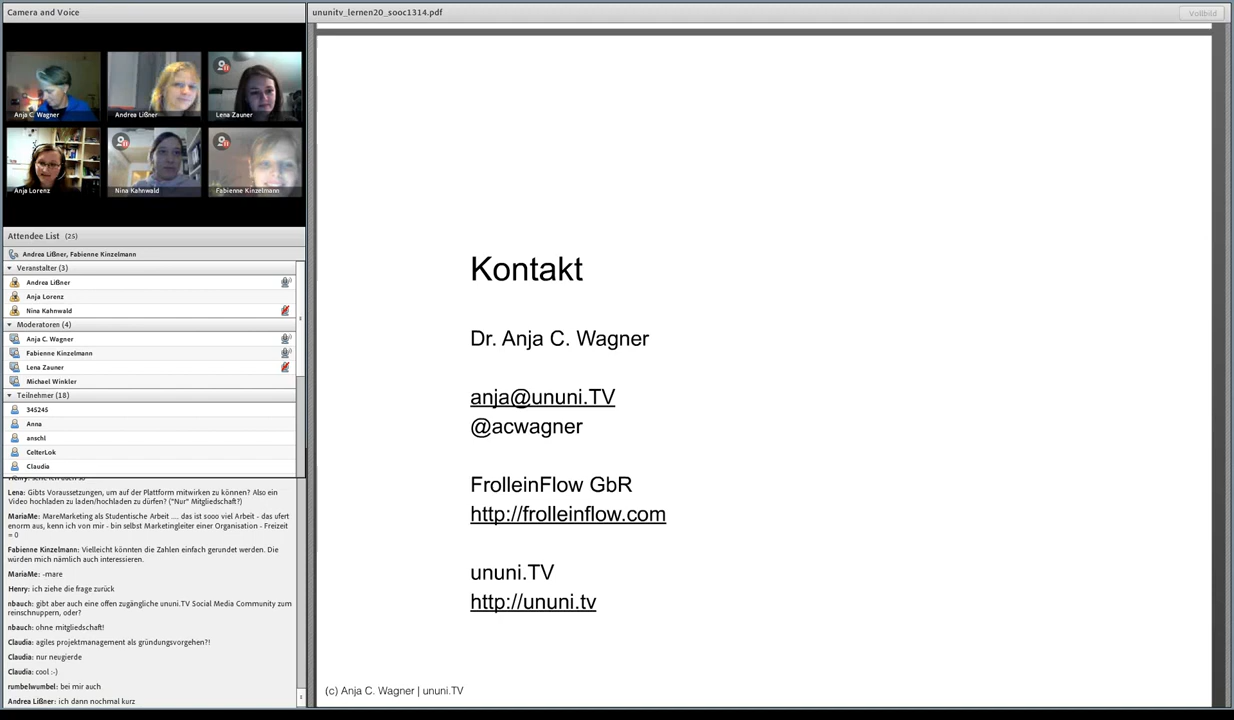 Camera and Voice
Anja C. Wagner
Andrea Lißner
Lena Zauner
Anja Lorenz
Nina Kahnwald
Fabienne Kinzelmann
Attendee List (25)
Andrea Lißner, Fabienne Kinzelmann
Veranstalter (3)
Andrea Lißner
Anja Lorenz
Nina Kahnwald
Moderatoren (4)
Anja C. Wagner
Fabienne Kinzelmann
Lena Zauner
Michael Winkler
Teilnehmer (18)
345245
Anna
anschl
CelterLok
Claudia
Lena: Gibts Voraussetzungen, um auf der Plattform mitwirken zu können? Also ein
Video hochladen zu laden/hochladen zu dürfen? ("Nur" Mitgliedschaft?)
MariaMe: MareMarketing als Studentische Arbeit .... das ist sooo viel Arbeit - das ufert
enorm aus, kenn ich von mir - bin selbst Marketingleiter einer Organisation - Freizeit
= 0
Fabienne Kinzelmann: Vielleicht könnten die Zahlen einfach gerundet werden. Die
würden mich nämlich auch interessieren.
MariaMe: -mare
Henry: ich ziehe die frage zurück
nbauch: gibt aber auch eine offen zugängliche ununi.TV Social Media Community zum
reinschnuppern, oder?
nbauch: ohne mitgliedschaft!
Claudia: agiles projektmanagement als gründungsvorgehen?!
Claudia: nur neugierde
Claudia: cool :-)
rumbelwumbel: bei mir auch
Andrea Lißner: ich dann nochmal kurz
ununitv_lernen20_sooc1314.pdf
Vollbild
Kontakt
Dr. Anja C. Wagner
anja@ununi.TV
@acwagner
FrolleinFlow GbR
http://frolleinflow.com
ununi.TV
http://ununi.tv
(c) Anja C. Wagner | ununi.TV